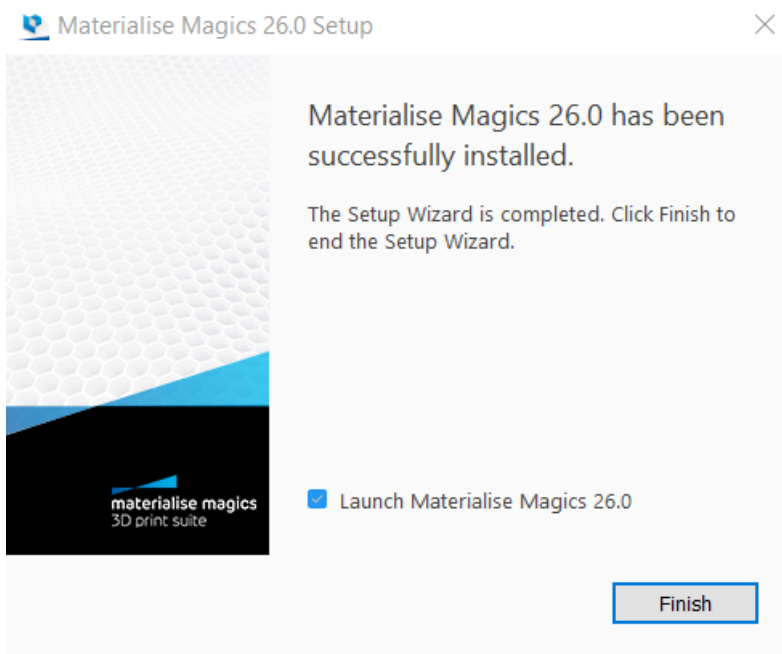 Materialise Magics 26.0 Setup
Materialise Magics 26.0 has been
successfully installed.
The Setup Wizard is completed. Click Finish to
end the Setup Wizard.
materialise magics
3D print suite
Launch Materialise Magics 26.0
Finish